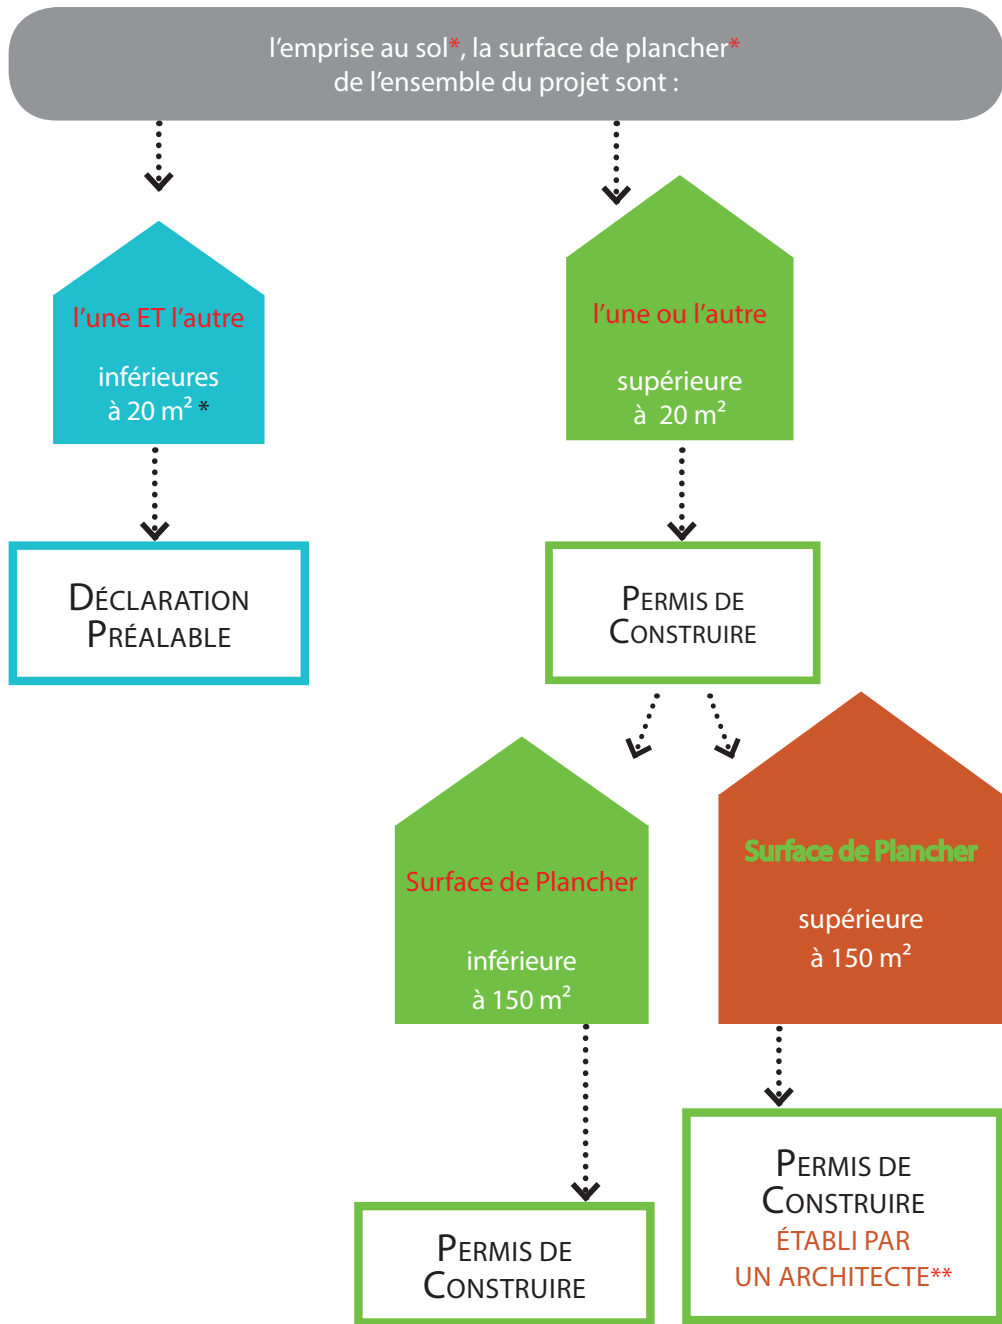 l'emprise au sol*, la surface de plancher*
de l'ensemble du projet sont :
l'une ET l'autre
inférieures
à 20 m² *
l'une ou l'autre
supérieure
à 20 m²
DÉCLARATION
PRÉALABLE
PERMIS DE
CONSTRUIRE
Surface de Plancher
inférieure
à 150 m²
Surface de Plancher
supérieure
à 150 m²
PERMIS DE
CONSTRUIRE
PERMIS DE
CONSTRUIRE
ÉTABLI PAR
UN ARCHITECTE**